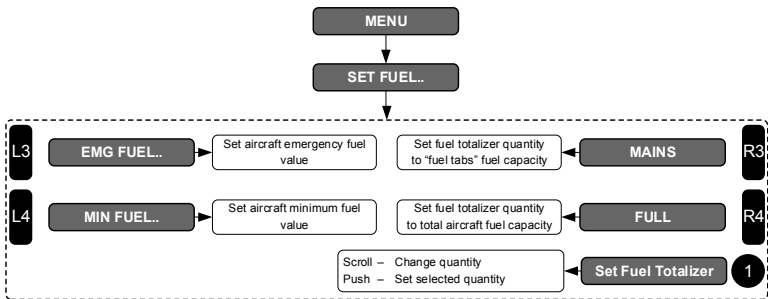 MENU
SET FUEL..
L3
EMG FUEL..
Set aircraft emergency fuel
value
Set fuel totalizer quantity
to “fuel tabs” fuel capacity
MAINS
R3
L4
MIN FUEL..
Set aircraft minimum fuel
value
Set fuel totalizer quantity
to total aircraft fuel capacity
FULL
R4
Scroll – Change quantity
Push – Set selected quantity
Set Fuel Totalizer
1